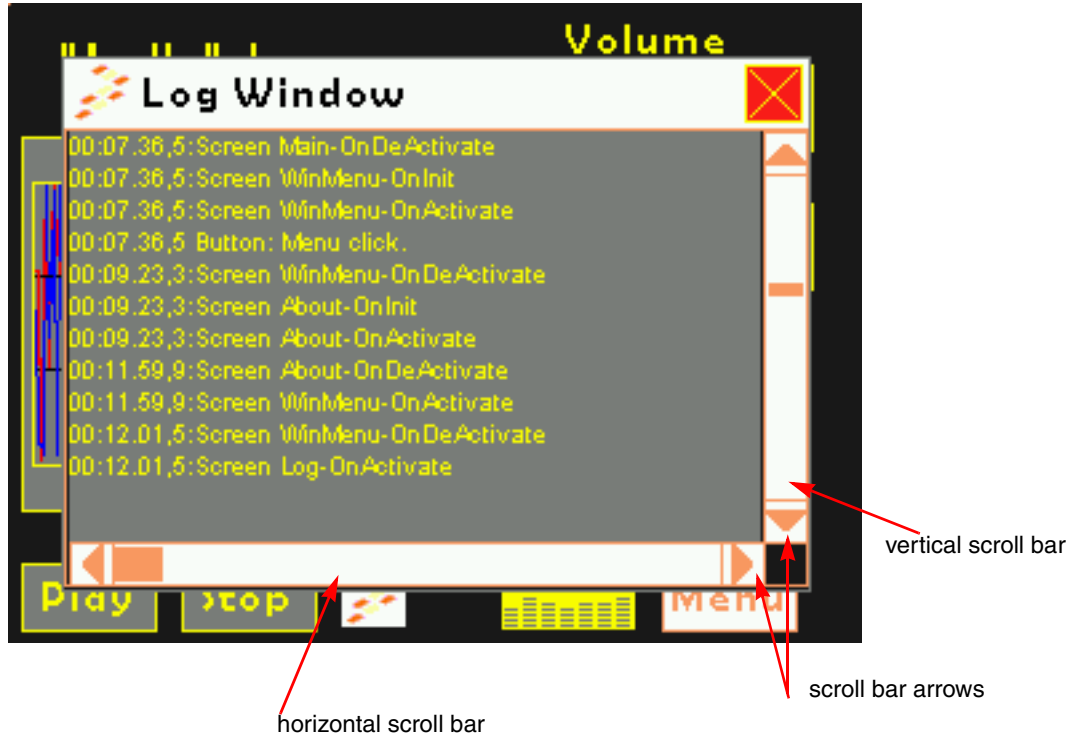 Volume
Log Window
00:07.36,5:Screen Main-OnDeActivate
00:07.36,5:Screen WinMenu-OnInit
00:07.36,5:Screen WinMenu-OnActivate
00:07.36,5 Button: Menu click.
00:09.23,3:Screen WinMenu-OnDeActivate
00:09.23,3:Screen About-OnInit
00:09.23,3:Screen About-OnActivate
00:11.59,9:Screen About-OnDeActivate
00:11.59,9:Screen WinMenu-OnActivate
00:12.01,5:Screen WinMenu-OnDeActivate
00:12.01,5:Screen Log-OnActivate
vertical scroll bar
Play Stop Menu
scroll bar arrows
horizontal scroll bar